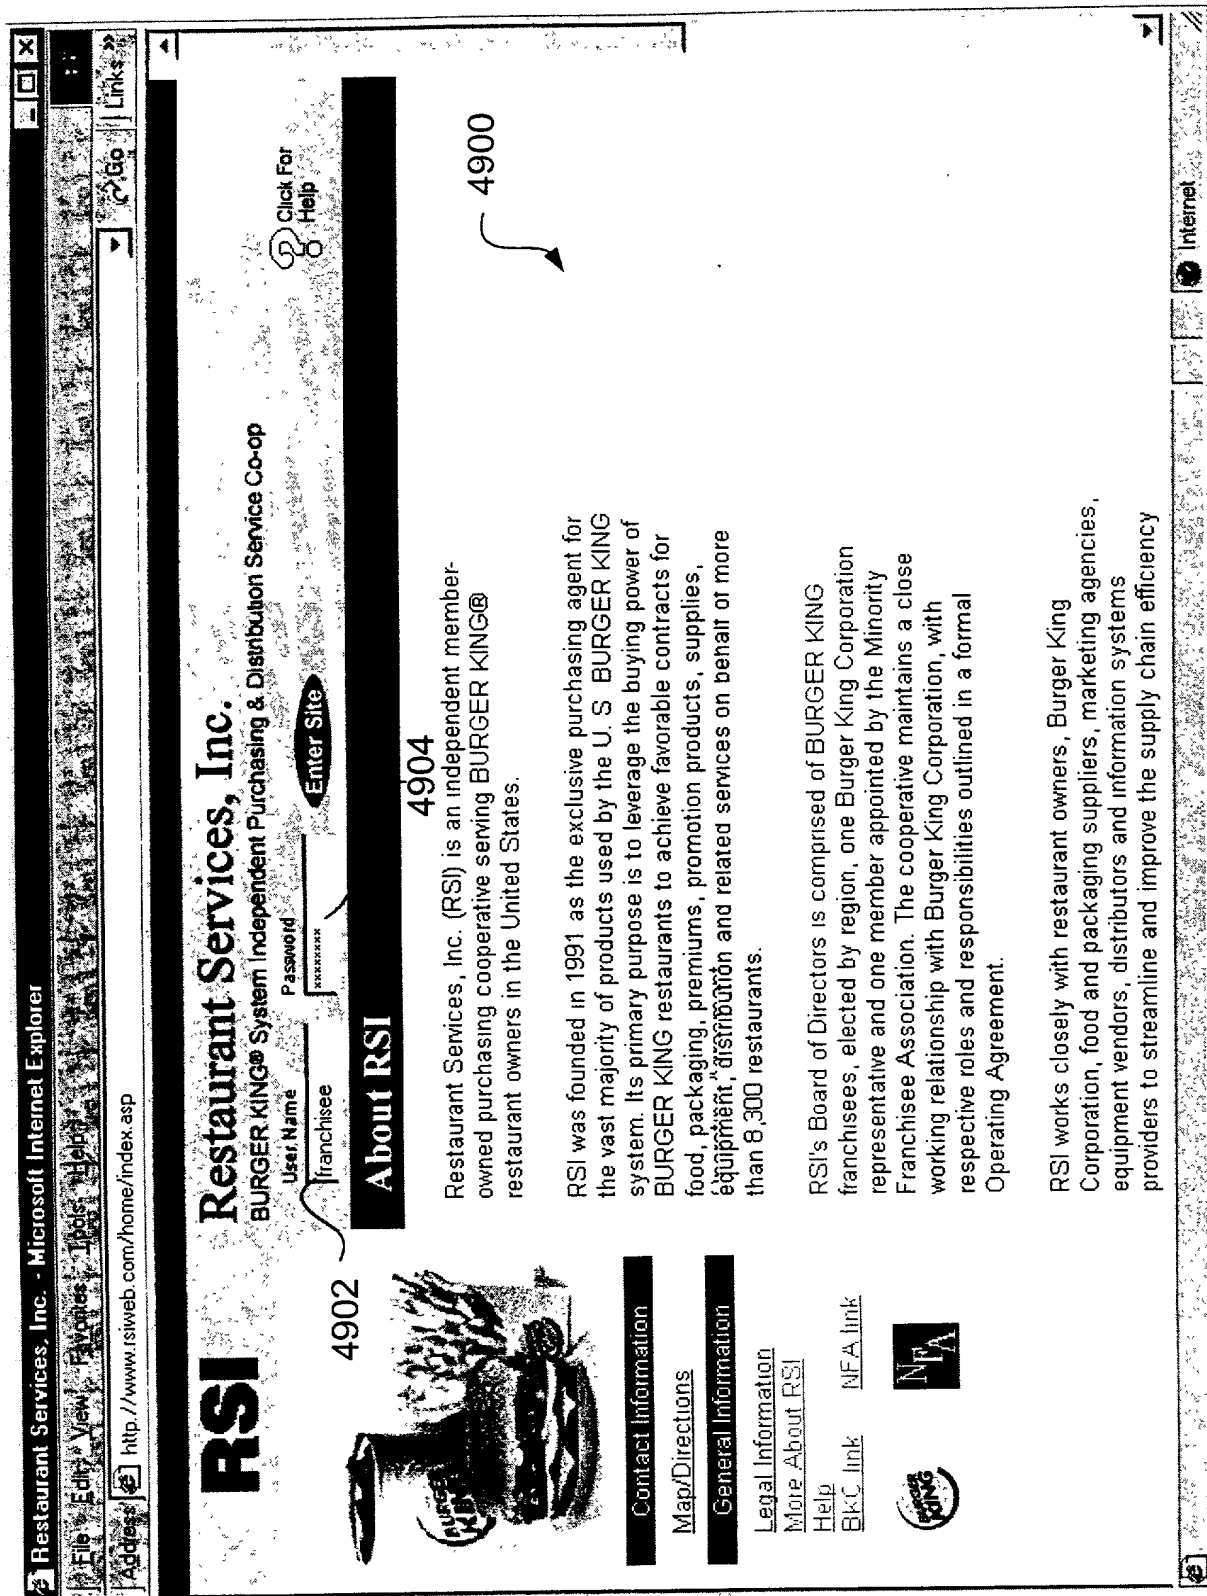 Restaurant Services, Inc. - Microsoft Internet Explorer
File Edit View Favorites Tools Help
Address http://www.rsiweb.com/home/index.asp Go Links »
RSI
Restaurant Services, Inc.
BURGER KING® System Independent Purchasing & Distribution Service Co-op
User Name Password
franchisee xxxxxxxxx Enter Site
Click For
Help
4902
4904
4900
About RSI
BURGER
KING
Contact Information
Map/Directions
General Information
Legal Information
More About RSI
Help
BKC link NFA link
BURGER
KING
NFA
Restaurant Services, Inc. (RSI) is an independent member-
owned purchasing cooperative serving BURGER KING®
restaurant owners in the United States.
RSI was founded in 1991 as the exclusive purchasing agent for
the vast majority of products used by the U. S. BURGER KING
system. Its primary purpose is to leverage the buying power of
BURGER KING restaurants to achieve favorable contracts for
food, packaging, premiums, promotion products, supplies,
equipment, distribution and related services on behalf of more
than 8,300 restaurants.
RSI's Board of Directors is comprised of BURGER KING
franchisees, elected by region, one Burger King Corporation
representative and one member appointed by the Minority
Franchisee Association. The cooperative maintains a close
working relationship with Burger King Corporation, with
respective roles and responsibilities outlined in a formal
Operating Agreement.
RSI works closely with restaurant owners, Burger King
Corporation, food and packaging suppliers, marketing agencies,
equipment vendors, distributors and information systems
providers to streamline and improve the supply chain efficiency
Internet